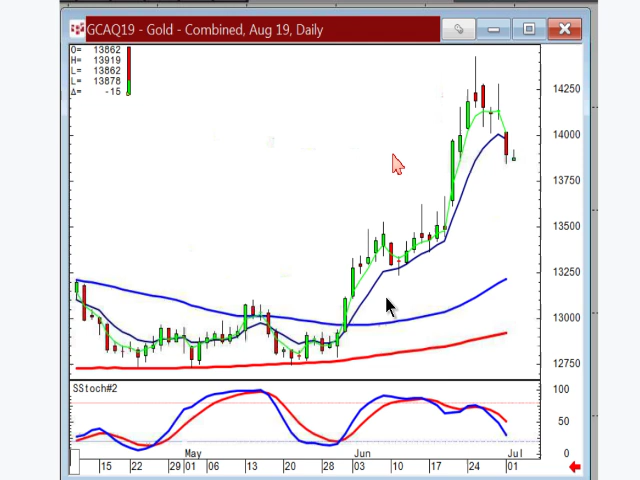 GCAQ19 - Gold - Combined, Aug 19, Daily
O= 13862
H= 13919
L= 13862
L= 13878
Δ= -15
14250
14000
13750
13500
13250
13000
12750
SStoch#2
100
50
0
May Jun Jul
15 22 29 01 06 13 20 28 03 10 17 24 01